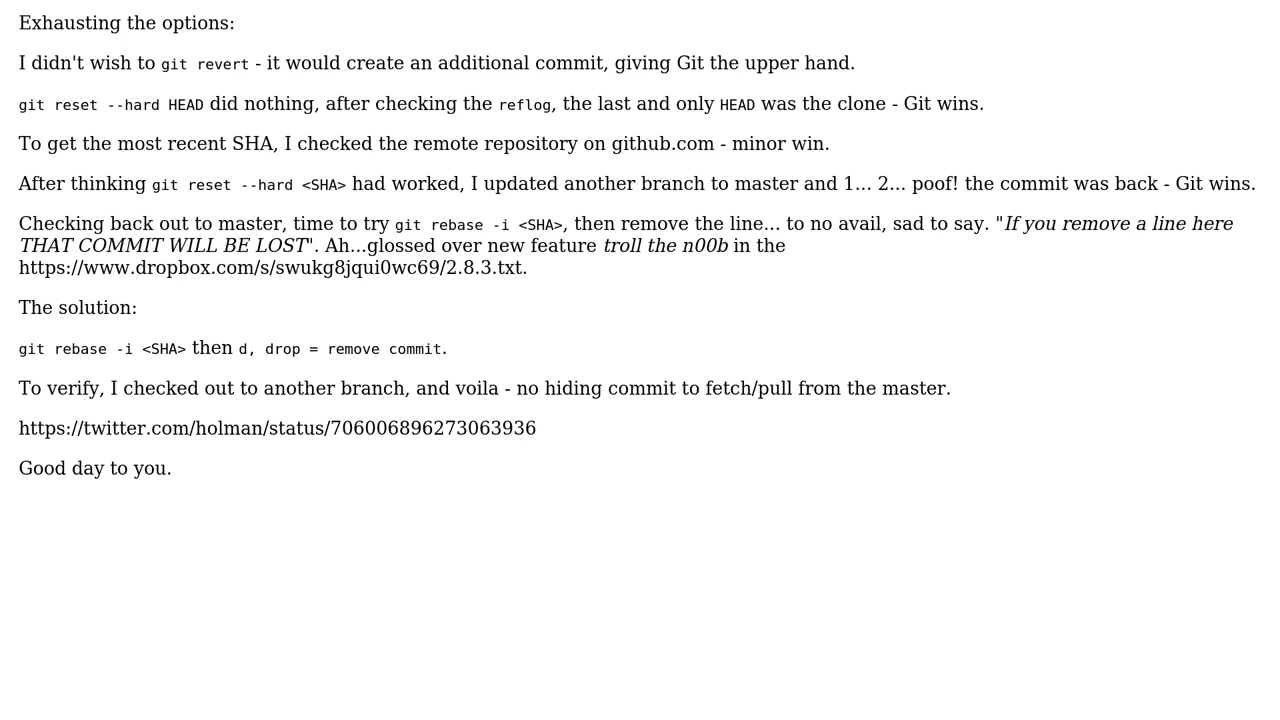 Exhausting the options:
I didn't wish to git revert - it would create an additional commit, giving Git the upper hand.
git reset --hard HEAD did nothing, after checking the reflog, the last and only HEAD was the clone - Git wins.
To get the most recent SHA, I checked the remote repository on github.com - minor win.
After thinking git reset --hard <SHA> had worked, I updated another branch to master and 1... 2... poof! the commit was back - Git wins.
Checking back out to master, time to try git rebase -i <SHA>, then remove the line... to no avail, sad to say. "If you remove a line here
THAT COMMIT WILL BE LOST". Ah...glossed over new feature troll the n00b in the
https://www.dropbox.com/s/swukg8jqui0wc69/2.8.3.txt.
The solution:
git rebase -i <SHA> then d, drop = remove commit.
To verify, I checked out to another branch, and voila - no hiding commit to fetch/pull from the master.
https://twitter.com/holman/status/706006896273063936
Good day to you.